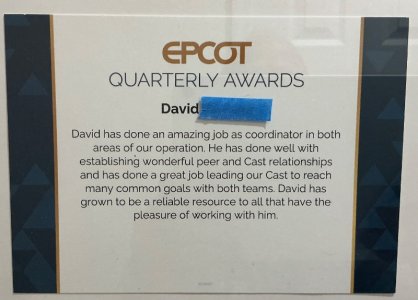 EPCOT
QUARTERLY AWARDS
David
David has done an amazing job as coordinator in both
areas of our operation. He has done well with
establishing wonderful peer and Cast relationships
and has done a great job leading our Cast to reach
many common goals with both teams. David has
grown to be a reliable resource to all that have the
pleasure of working with him.